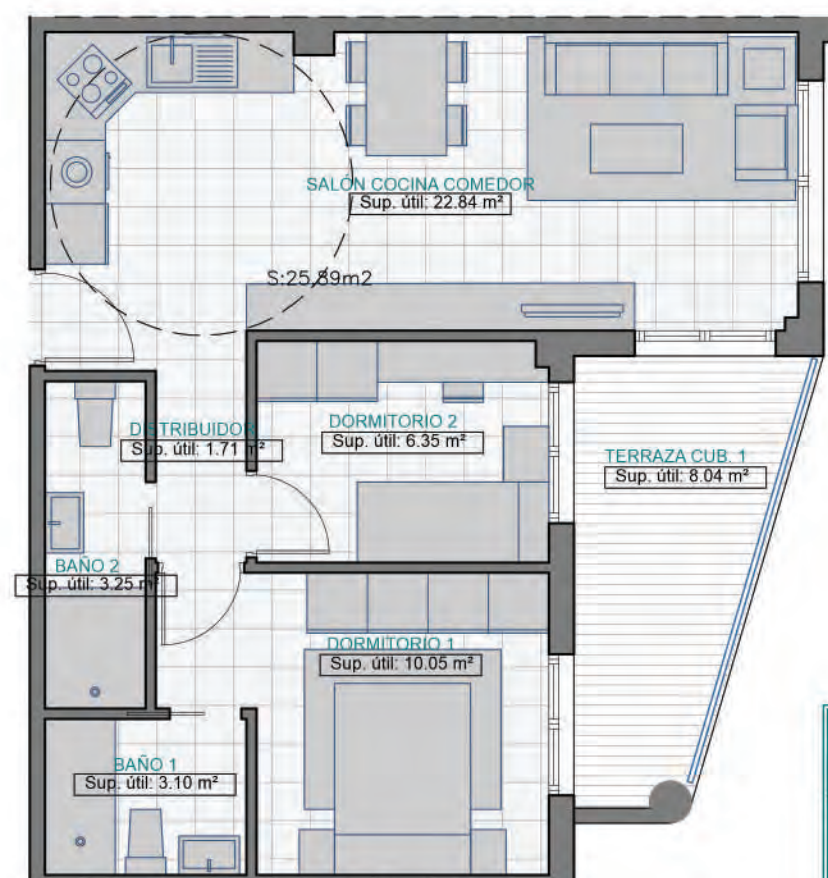 SALÓN COCINA COMEDOR
Sup. útil: 22.84 m²
S:25.89m2
DISTRIBUIDOR
Sup. útil: 1.71 m²
DORMITORIO 2
Sup. útil: 6.35 m²
TERRAZA CUB. 1
Sup. útil: 8.04 m²
BAÑO 2
Sup. útil: 3.25 m²
DORMITORIO 1
Sup. útil: 10.05 m²
BAÑO 1
Sup. útil: 3.10 m²